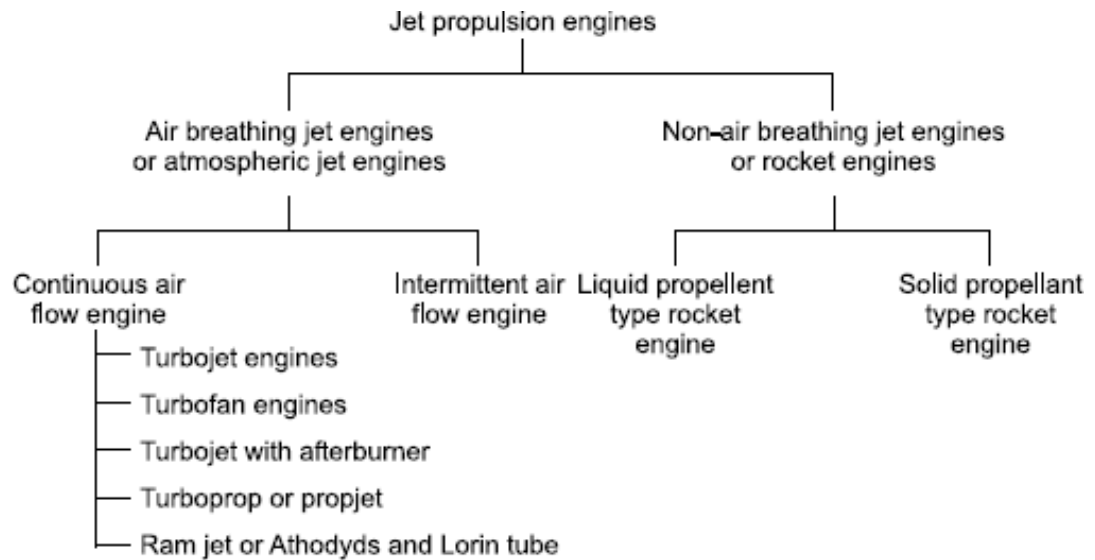 Jet propulsion engines
Air breathing jet engines
or atmospheric jet engines
Non-air breathing jet engines
or rocket engines
Continuous air
flow engine
Intermittent air
flow engine
Liquid propellent
type rocket
engine
Solid propallant
type rocket
engine
Turbojet engines
Turbofan engines
Turbojet with afterburner
Turboprop or propjet
Ram jet or Athodyds and Lorin tube